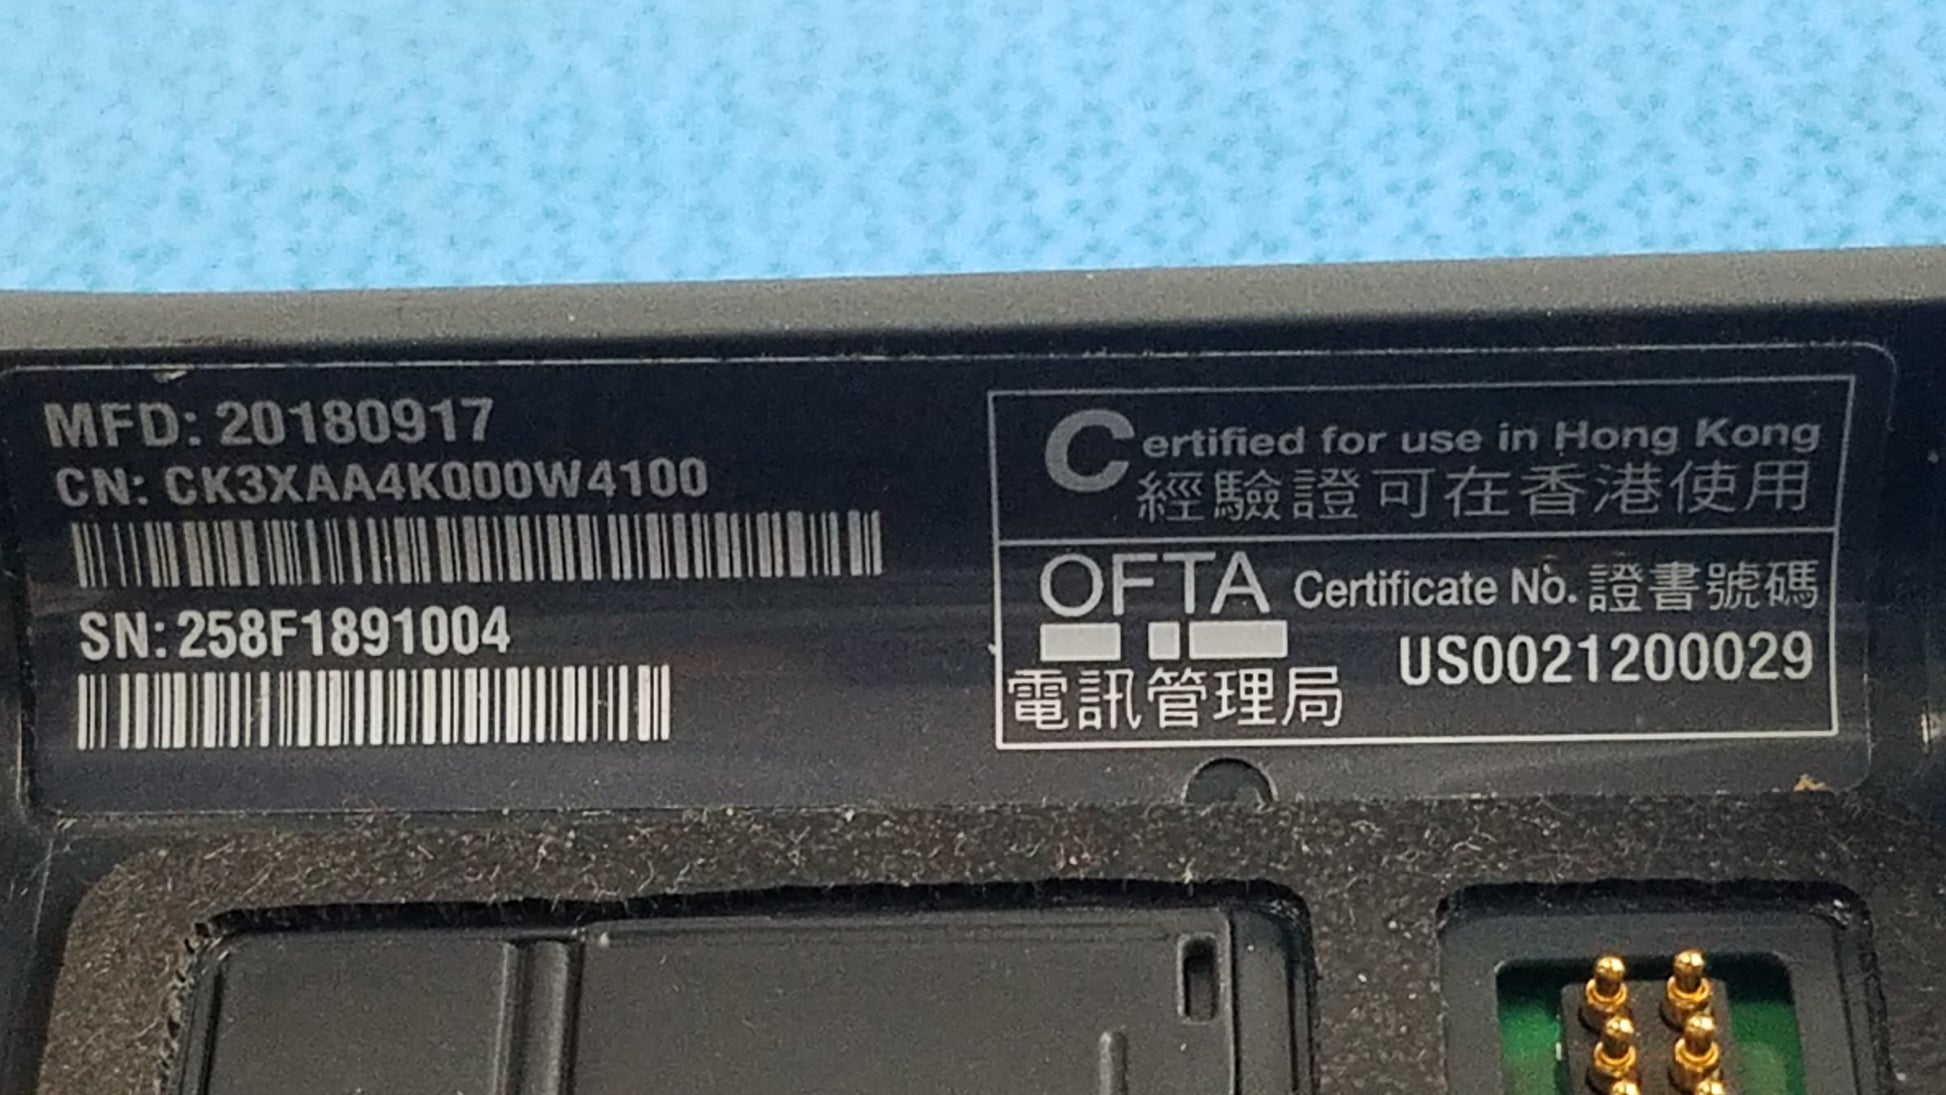 MFD: 20180917
CN: CK3XAA4K000W4100
SN: 258F1891004
Certified for use in Hong Kong
經驗證可在香港使用
OFTA Certificate No. 證書號碼
US0021200029
電訊管理局